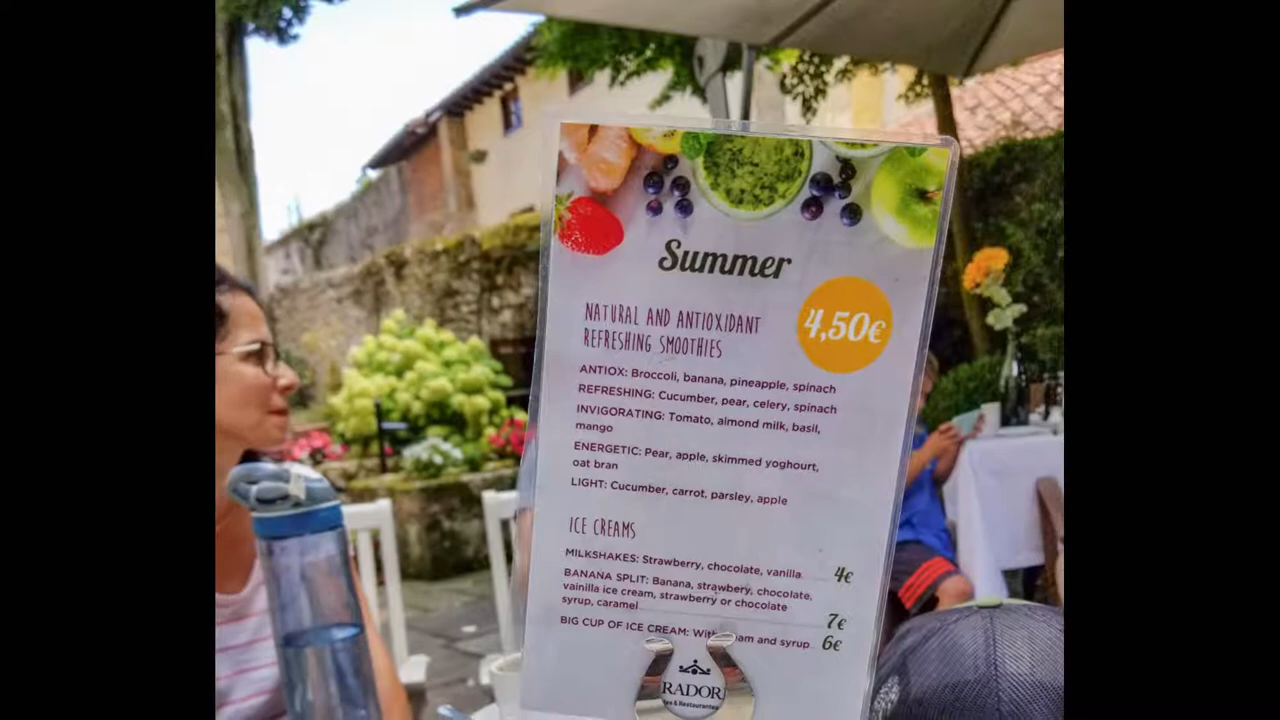 Summer
4,50€
NATURAL AND ANTIOXIDANT
REFRESHING SMOOTHIES
ANTIOX: Broccoli, banana, pineapple, spinach
REFRESHING: Cucumber, pear, celery, spinach
INVIGORATING: Tomato, almond milk, basil,
mango
ENERGETIC: Pear, apple, skimmed yoghourt,
oat bran
LIGHT: Cucumber, carrot, parsley, apple
ICE CREAMS
MILKSHAKES: Strawberry, chocolate, vanilla 4€
BANANA SPLIT: Banana, strawbery, chocolate,
vainilla ice cream, strawberry or chocolate
syrup, caramel 7€
BIG CUP OF ICE CREAM: and syrup 6€
RADOR
& Restaurantes